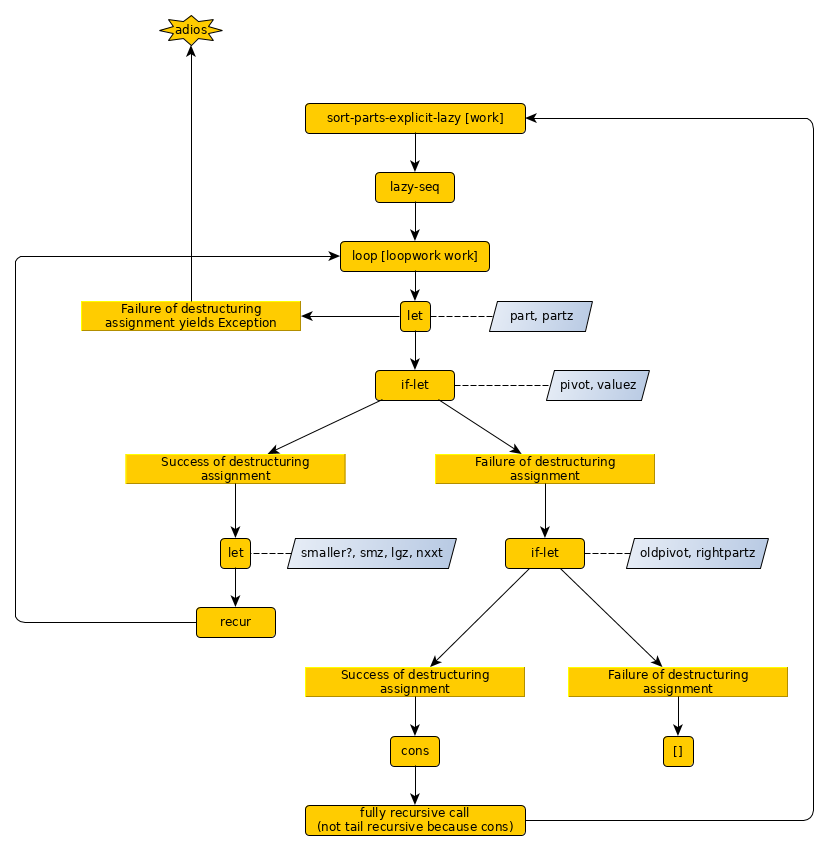 adios
sort-parts-explicit-lazy [work]
lazy-seq
loop [loopwork work]
Failure of destructuring
assignment yields Exception
let
part, partz
if-let
pivot, valuez
Success of destructuring
assignment
Failure of destructuring
assignment
let
smaller?, smz, lgz, nxxt
if-let
oldpivot, rightpartz
recur
Success of destructuring
assignment
Failure of destructuring
assignment
cons
[]
fully recursive call
(not tail recursive because cons)